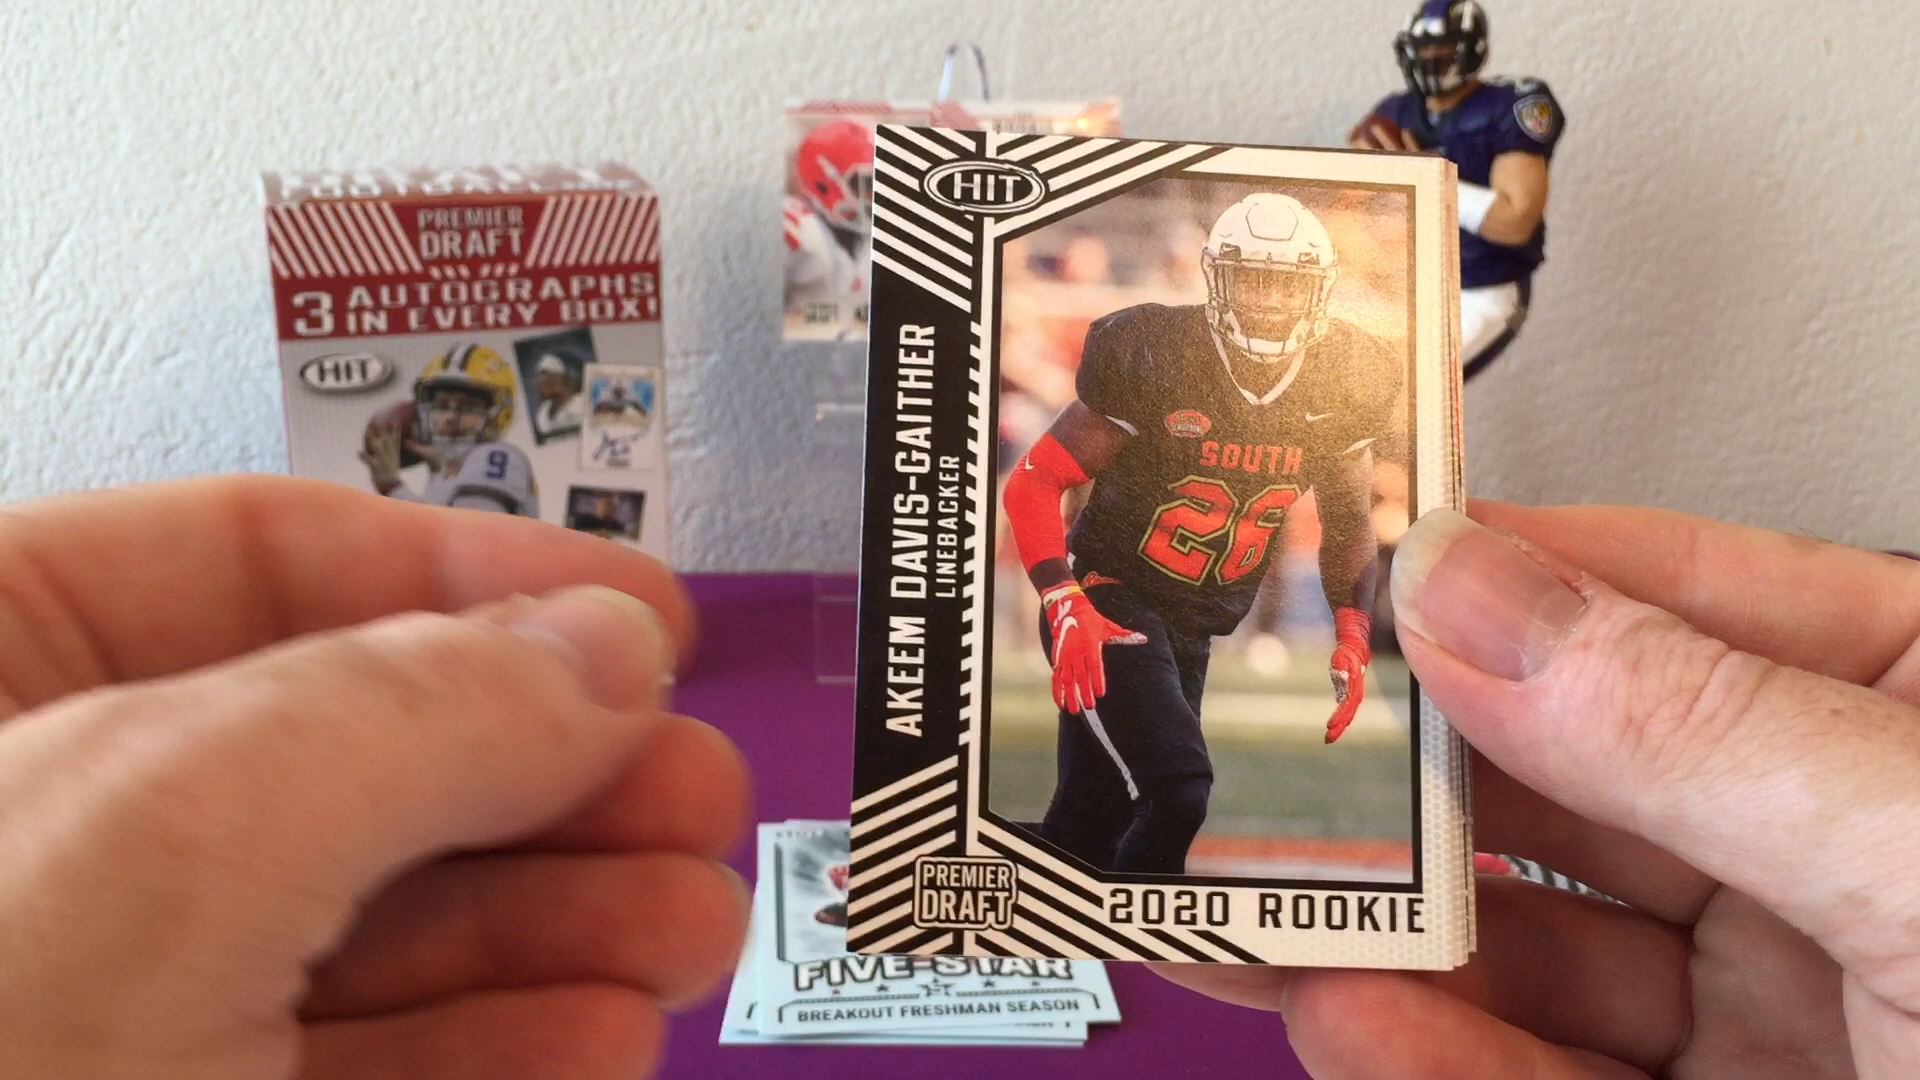 PREMIER
DRAFT
3 AUTOGRAPHS
IN EVERY BOX!
HIT
9
HIT
AKEEM DAVIS-GAITHER
LINEBACKER
SOUTH
26
PREMIER
DRAFT
2020 ROOKIE
FIVE-STAR
BREAKOUT FRESHMAN SEASON